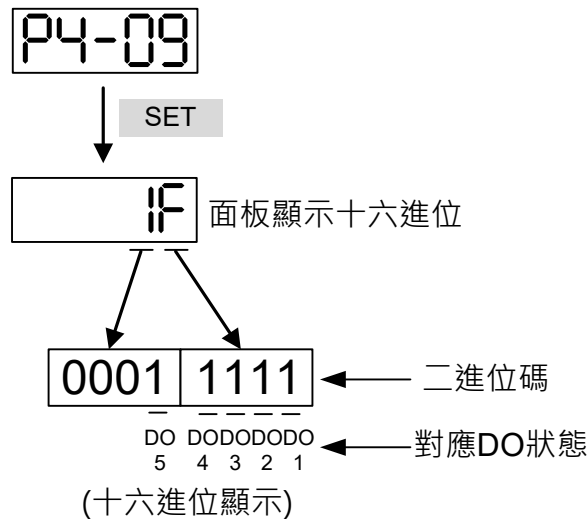 P4-09
SET
1F 面板顯示十六進位
0001 1111 二進位碼
DO DO DO DO DO 對應DO狀態
5 4 3 2 1
(十六進位顯示)